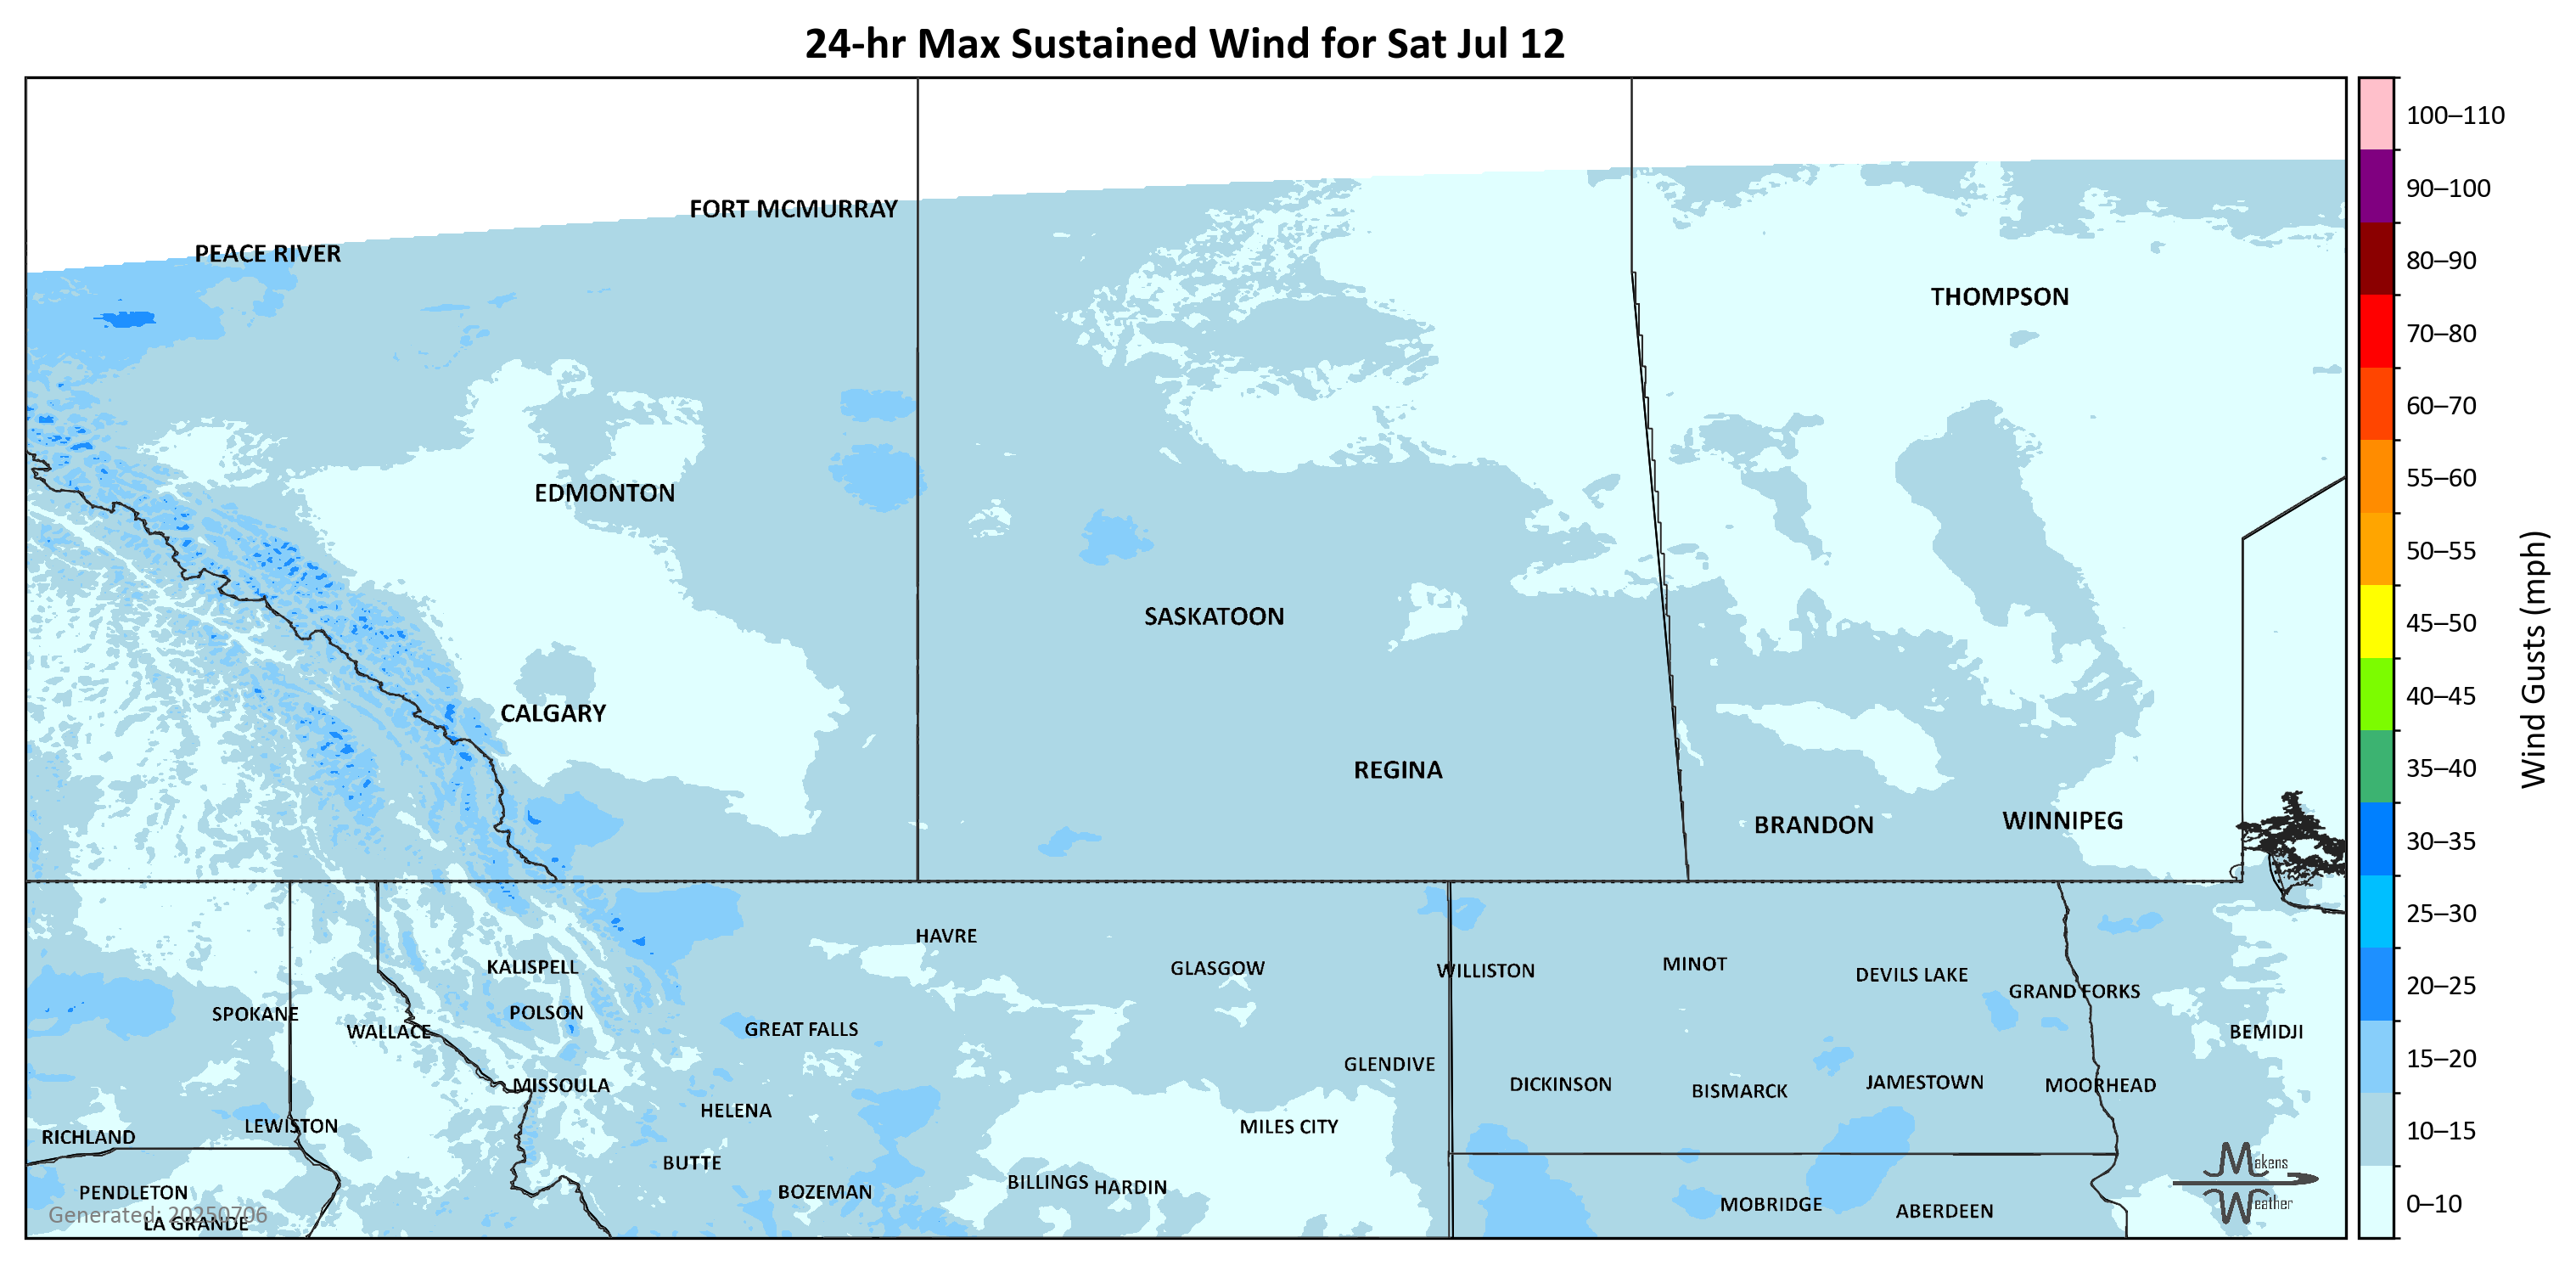 24-hr Max Sustained Wind for Sat Jul 12
100–110
90–100
80–90
70–80
60–70
55–60
50–55
45–50
40–45
35–40
30–35
25–30
20–25
15–20
10–15
0–10
Wind Gusts (mph)
FORT MCMURRAY
PEACE RIVER
THOMPSON
EDMONTON
SASKATOON
CALGARY
REGINA
BRANDON
WINNIPEG
HAVRE
KALISPELL
GLASGOW
WILLISTON
MINOT
DEVILS LAKE
GRAND FORKS
SPOKANE
POLSON
WALLACE
GREAT FALLS
BEMIDJI
GLENDIVE
MISSOULA
DICKINSON
BISMARCK
JAMESTOWN
MOORHEAD
HELENA
LEWISTON
MILES CITY
RICHLAND
BUTTE
BILLINGS
HARDIN
BOZEMAN
PENDLETON
MOBRIDGE
ABERDEEN
Generated: 20250706
LA GRANDE
Makens
Weather